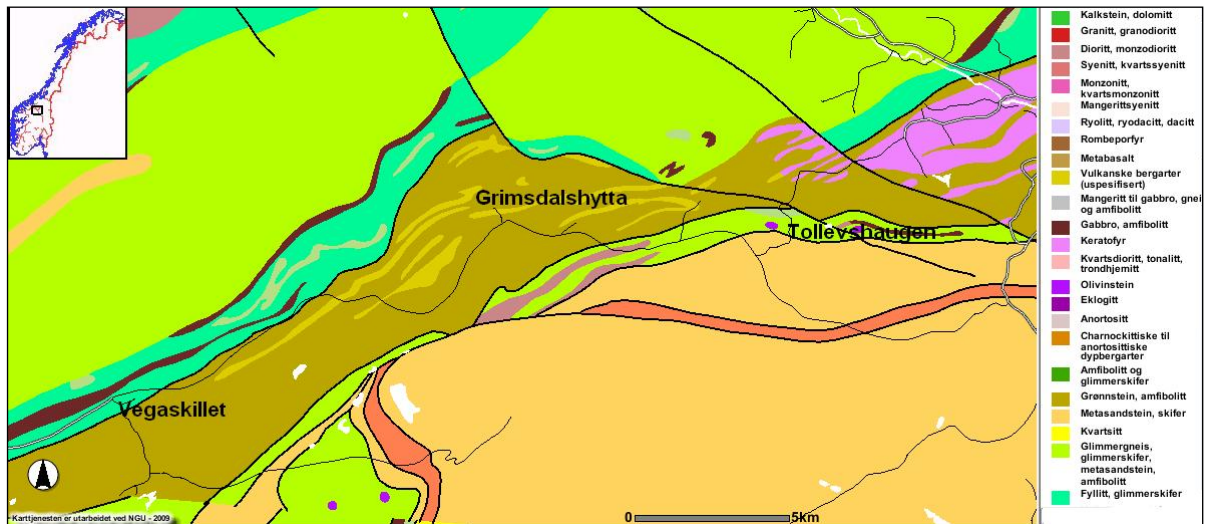 Grimsdalshytta
Tollevshaugen
Vegaskillet
Karttjenesten er utarbeidet ved NGU - 2009
0 5km
Kalkstein, dolomitt
Granitt, granodioritt
Dioritt, monzodioritt
Syenitt, kvartssyenitt
Monzonitt,
kvartsmonzonitt
Mangerittsyenitt
Ryolitt, ryodacitt, dacitt
Rombeporfyr
Metabasalt
Vulkanske bergarter
(uspesifisert)
Mangeritt til gabbro, gnei
og amfibolitt
Gabbro, amfibolitt
Keratofyr
Kvartsdioritt, tonalitt,
trondhjemitt
Olivinstein
Eklogitt
Anortositt
Charnockittiske til
anortosittiske
dypbergarter
Amfibolitt og
glimmerskifer
Grønnstein, amfibolitt
Metasandstein, skifer
Kvartsitt
Glimmergneis,
glimmerskifer,
metasandstein,
amfibolitt
Fyllitt, glimmerskifer